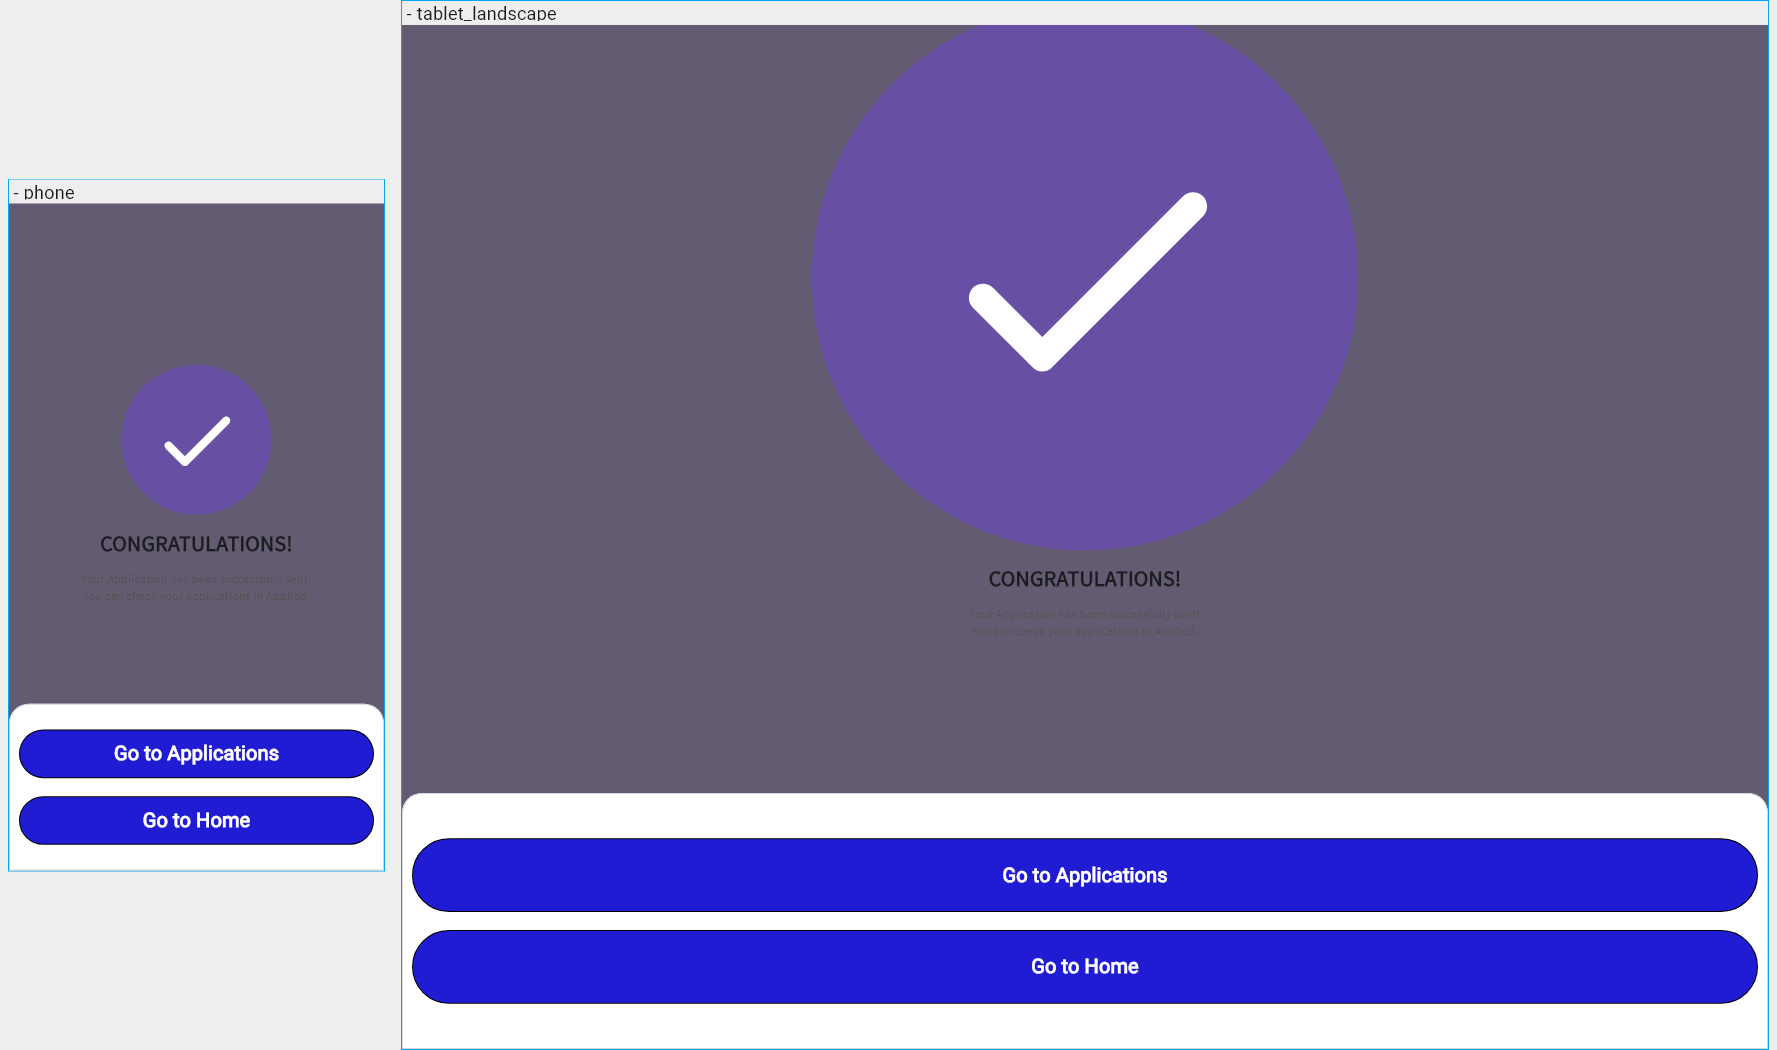 - phone
CONGRATULATIONS!
Your Application has been successfully sent!
You can check your applications in Applied.
Go to Applications
Go to Home
- tablet_landscape
CONGRATULATIONS!
Your Application has been successfully sent!
You can check your applications in Applied.
Go to Applications
Go to Home